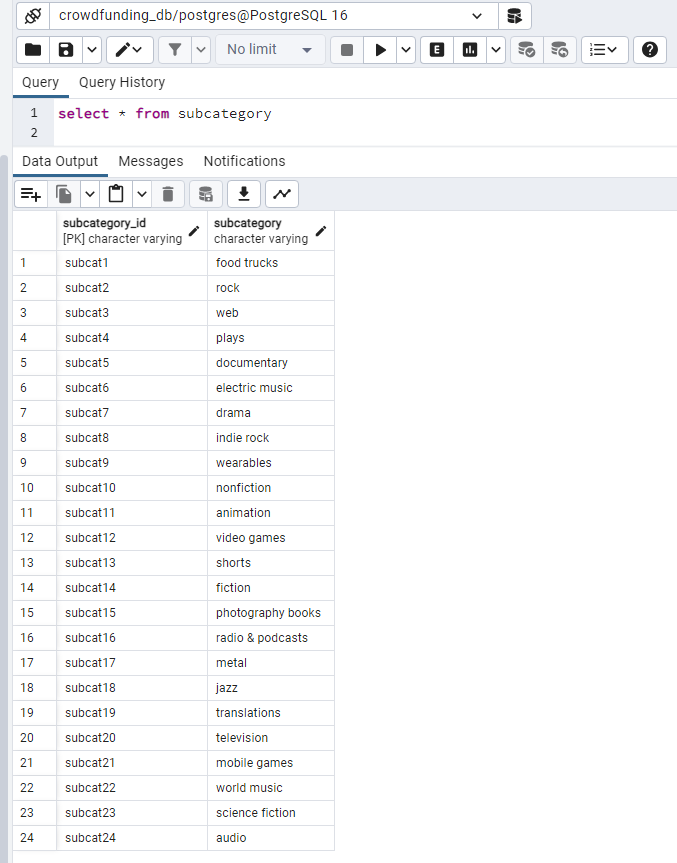 crowdfunding_db/postgres@PostgreSQL 16
No limit
E
Query Query History
1 select * from subcategory
2
Data Output Messages Notifications
subcategory_id subcategory
[PK] character varying character varying
1 subcat1 food trucks
2 subcat2 rock
3 subcat3 web
4 subcat4 plays
5 subcat5 documentary
6 subcat6 electric music
7 subcat7 drama
8 subcat8 indie rock
9 subcat9 wearables
10 subcat10 nonfiction
11 subcat11 animation
12 subcat12 video games
13 subcat13 shorts
14 subcat14 fiction
15 subcat15 photography books
16 subcat16 radio & podcasts
17 subcat17 metal
18 subcat18 jazz
19 subcat19 translations
20 subcat20 television
21 subcat21 mobile games
22 subcat22 world music
23 subcat23 science fiction
24 subcat24 audio